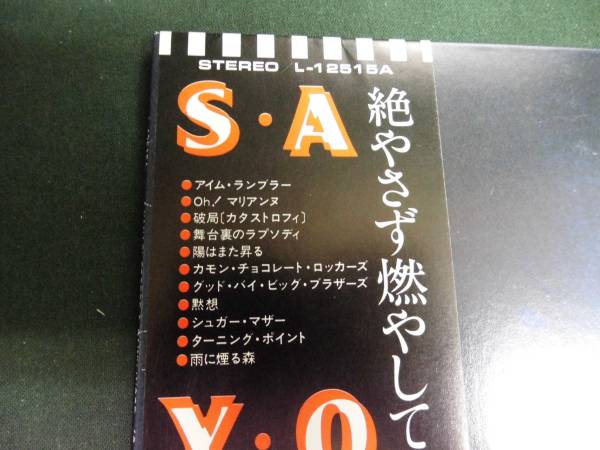 STEREO L-12515A
S・A
絶やさず燃やして
●アイム・ランブラー
●Oh,! マリアンヌ
●破局〔カタストロフィ〕
●舞台裏のラプソディ
●陽はまた昇る
●カモン・チョコレート・ロッカーズ
●グッド・バイ・ビッグ・ブラザーズ
●黙想
●シュガー・マザー
●ターニング・ポイント
●雨に煙る森
Y・O